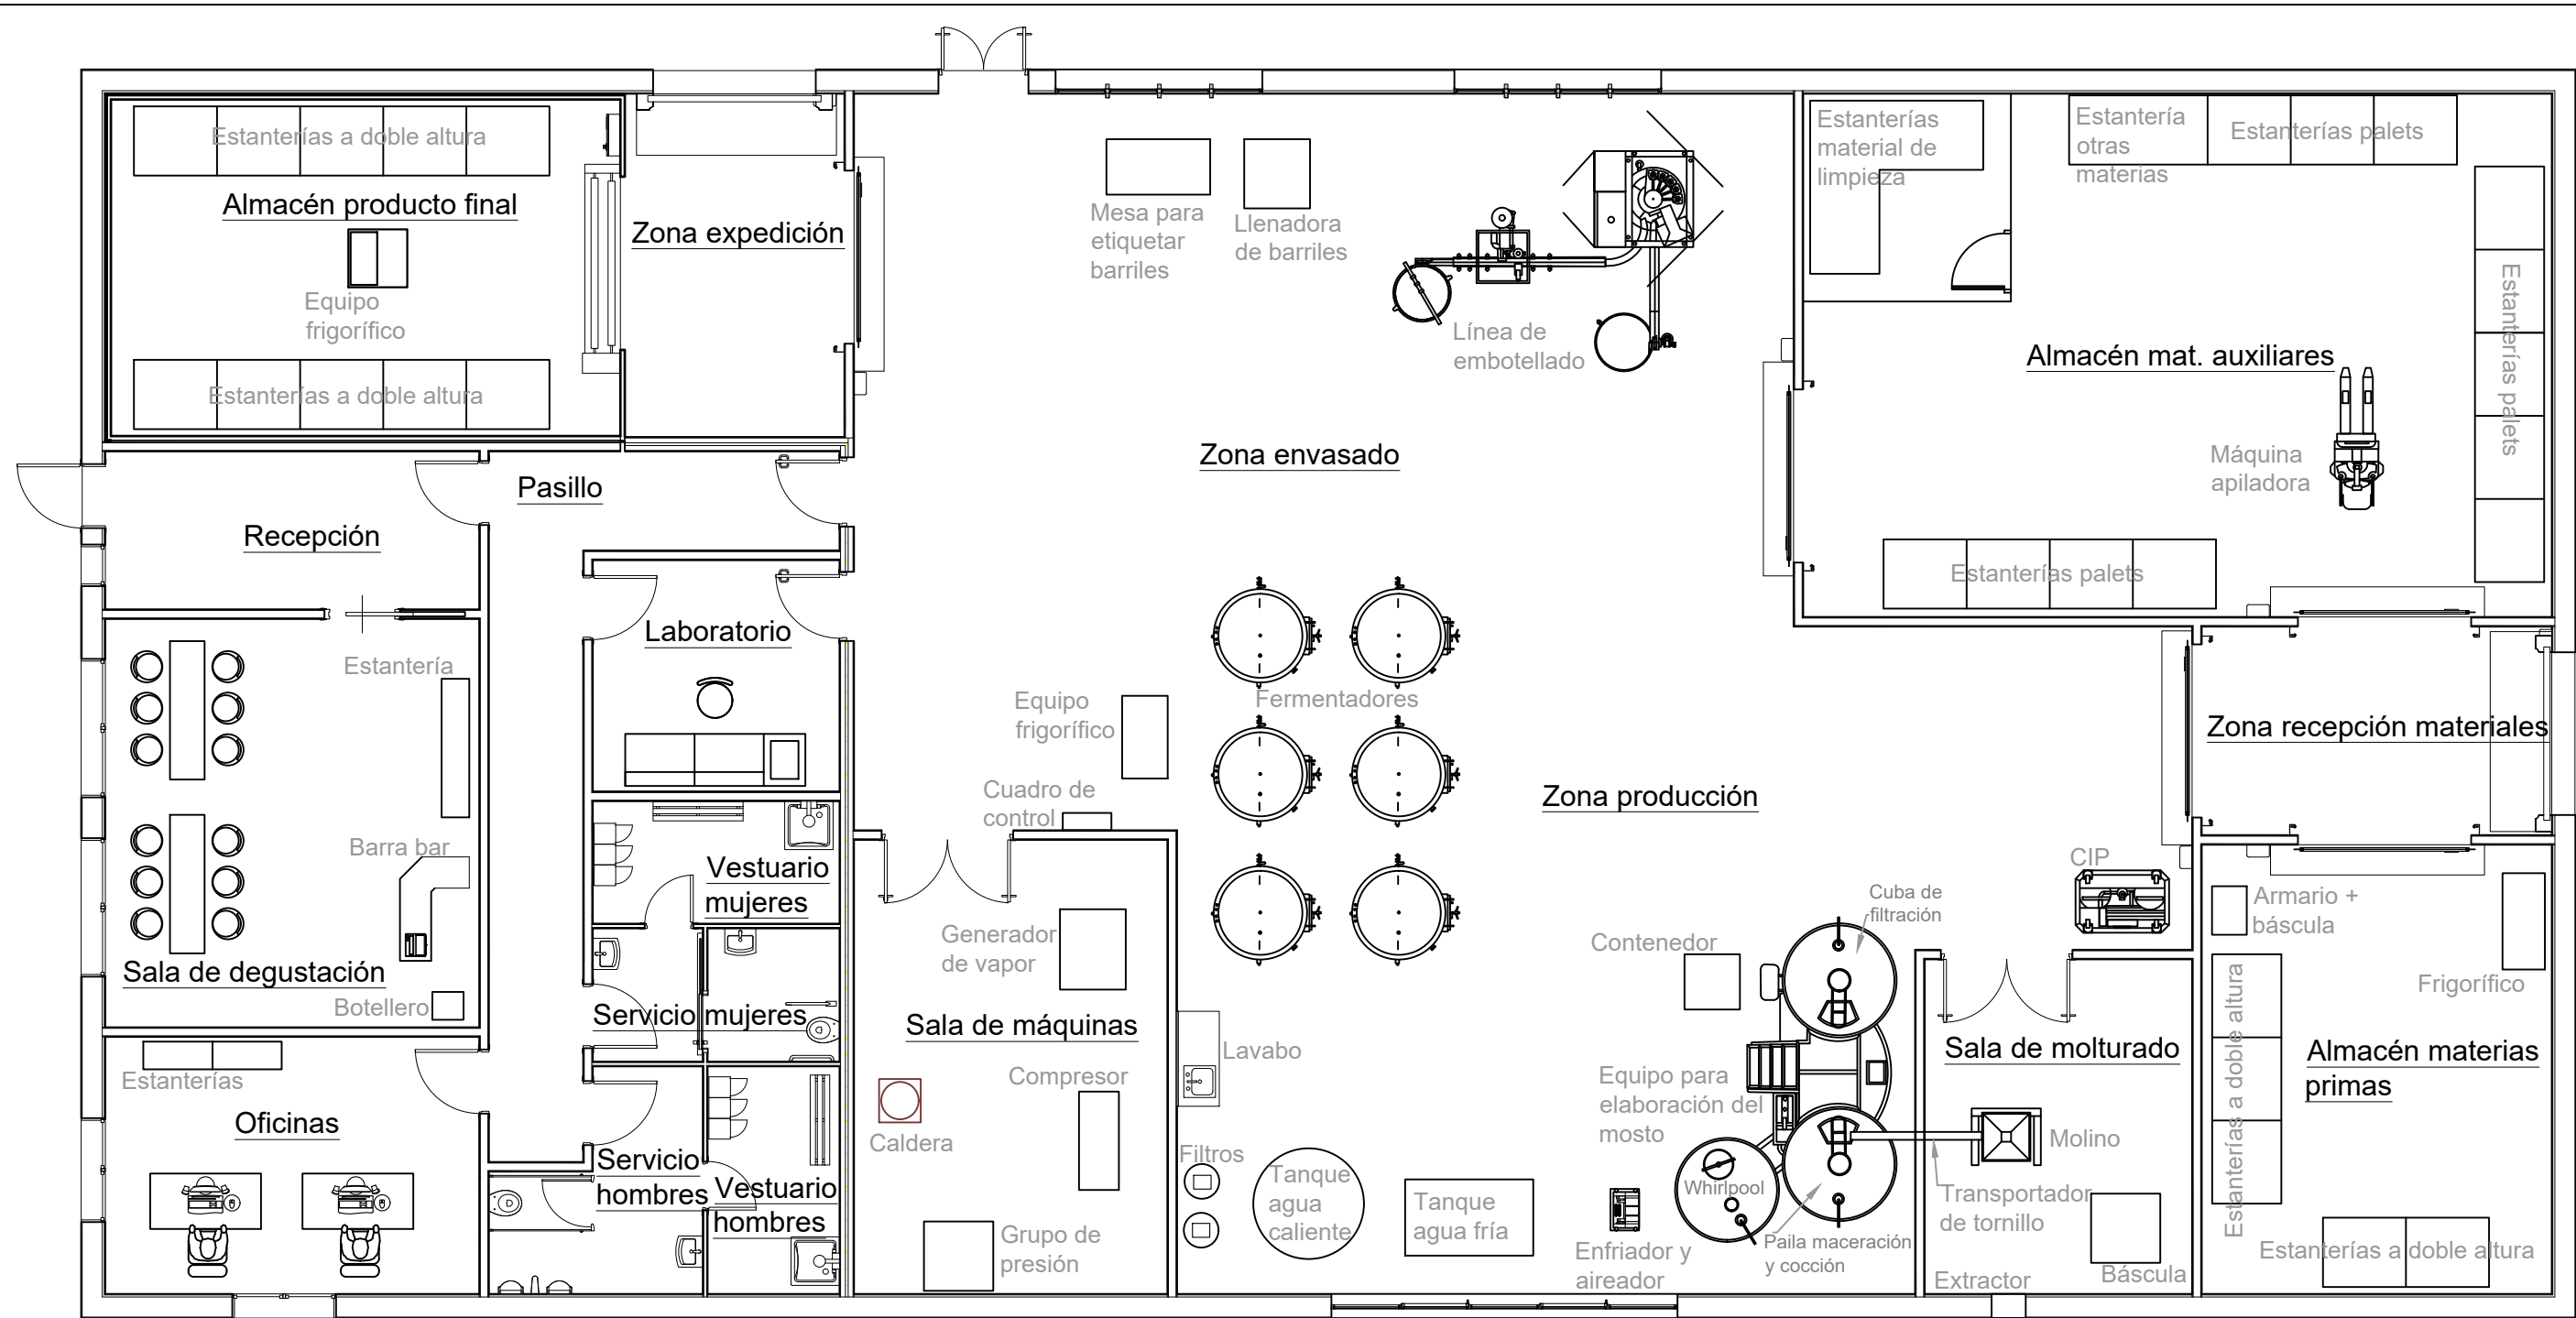 Estanterías a doble altura
Almacén producto final
Equipo
frigorífico
Estanterías a doble altura
Zona expedición
Mesa para
etiquetar
barriles
Llenadora
de barriles
Línea de
embotellado
Zona envasado
Estanterías
material de
limpieza
Estantería
otras
materias
Estanterías palets
Estanterías palets
Almacén mat. auxiliares
Máquina
apiladora
Estanterías palets
Recepción
Pasillo
Laboratorio
Estantería
Barra bar
Sala de degustación
Botellero
Estanterías
Oficinas
Vestuario
mujeres
Servicio mujeres
Servicio
hombres
Vestuario
hombres
Equipo
frigorífico
Cuadro de
control
Fermentadores
Generador
de vapor
Sala de máquinas
Compresor
Caldera
Grupo de
presión
Lavabo
Filtros
Tanque
agua
caliente
Tanque
agua fría
Zona producción
Contenedor
Cuba de
filtración
Equipo para
elaboración del
mosto
Whirlpool
Enfriador y
aireador
Paila maceración
y cocción
CIP
Sala de molturado
Molino
Transportador
de tornillo
Extractor
Báscula
Zona recepción materiales
Armario +
báscula
Frigorífico
Estanterías a doble altura
Almacén materias
primas
Estanterías a doble altura